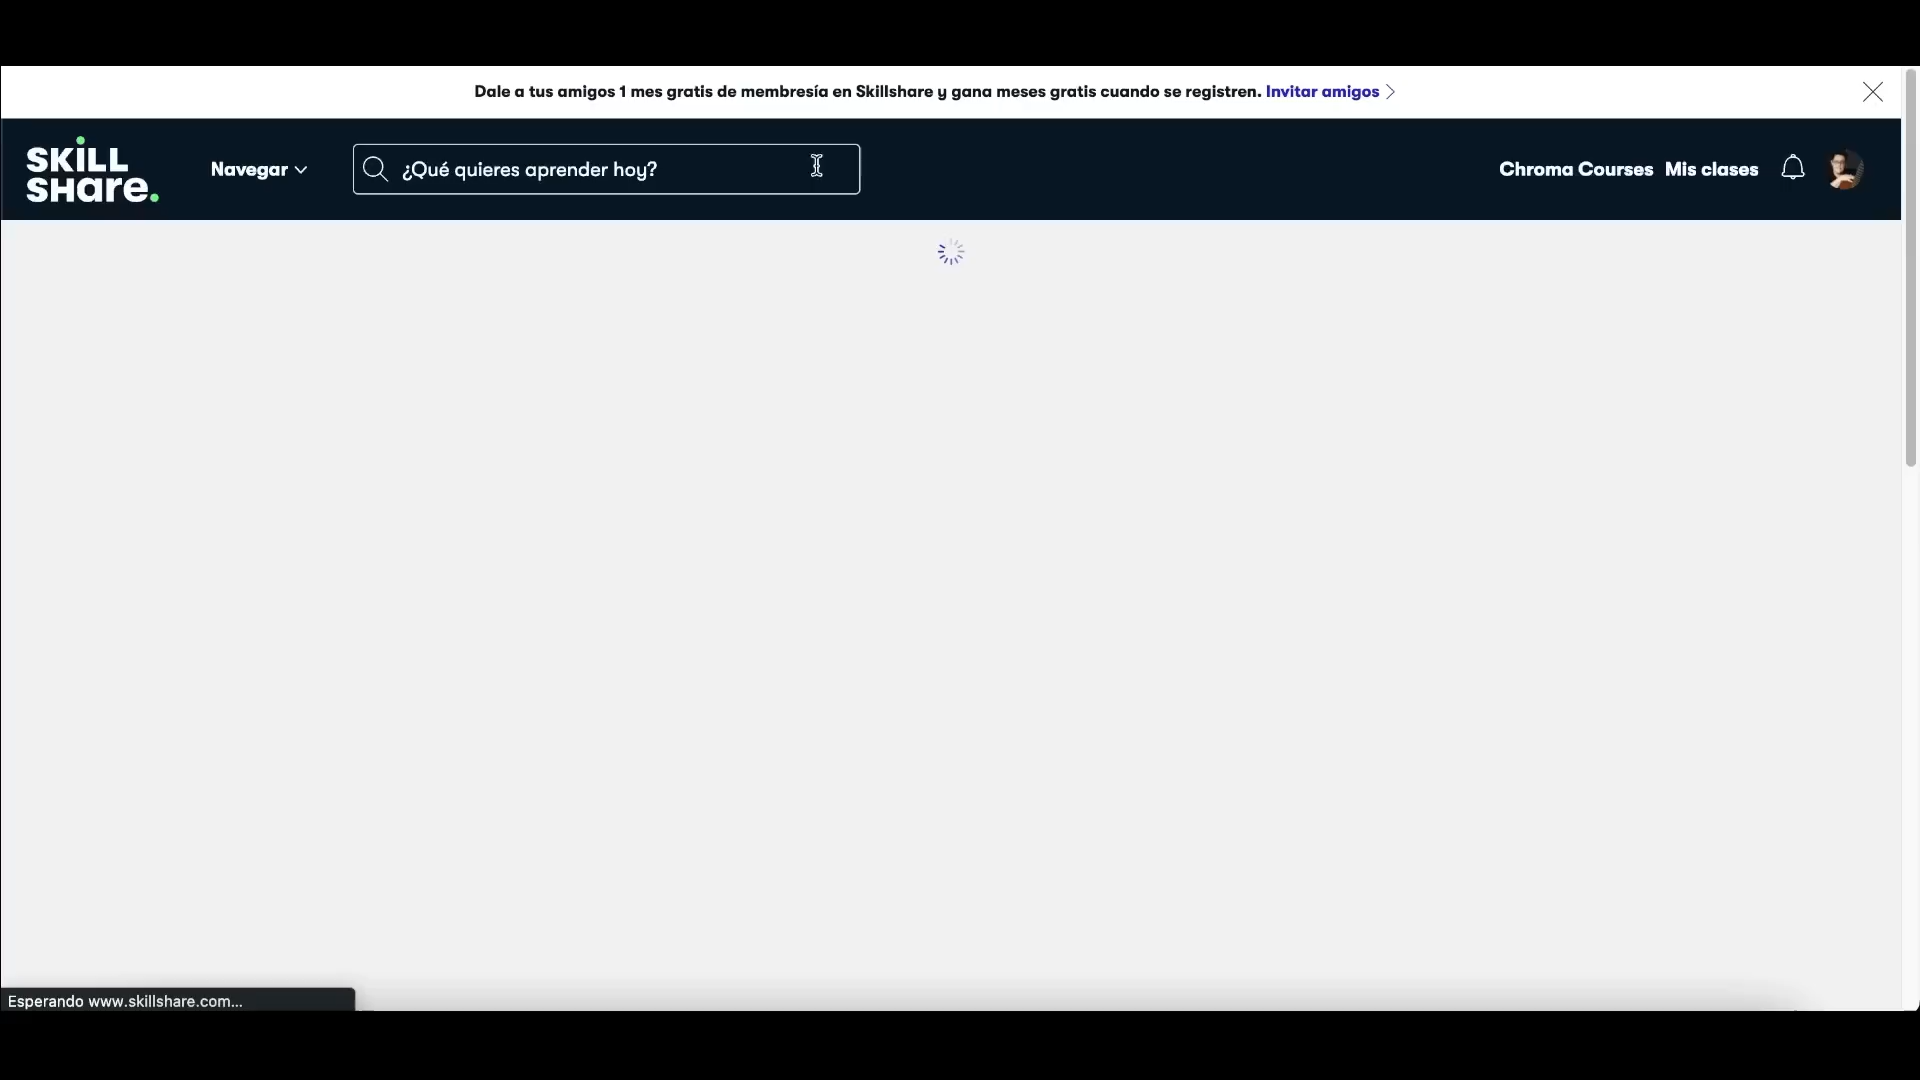 Dale a tus amigos 1 mes gratis de membresía en Skillshare y gana meses gratis cuando se registren. Invitar amigos
SKiLL
SHare.
Navegar
¿Qué quieres aprender hoy?
Chroma Courses
Mis clases
Esperando www.skillshare.com...